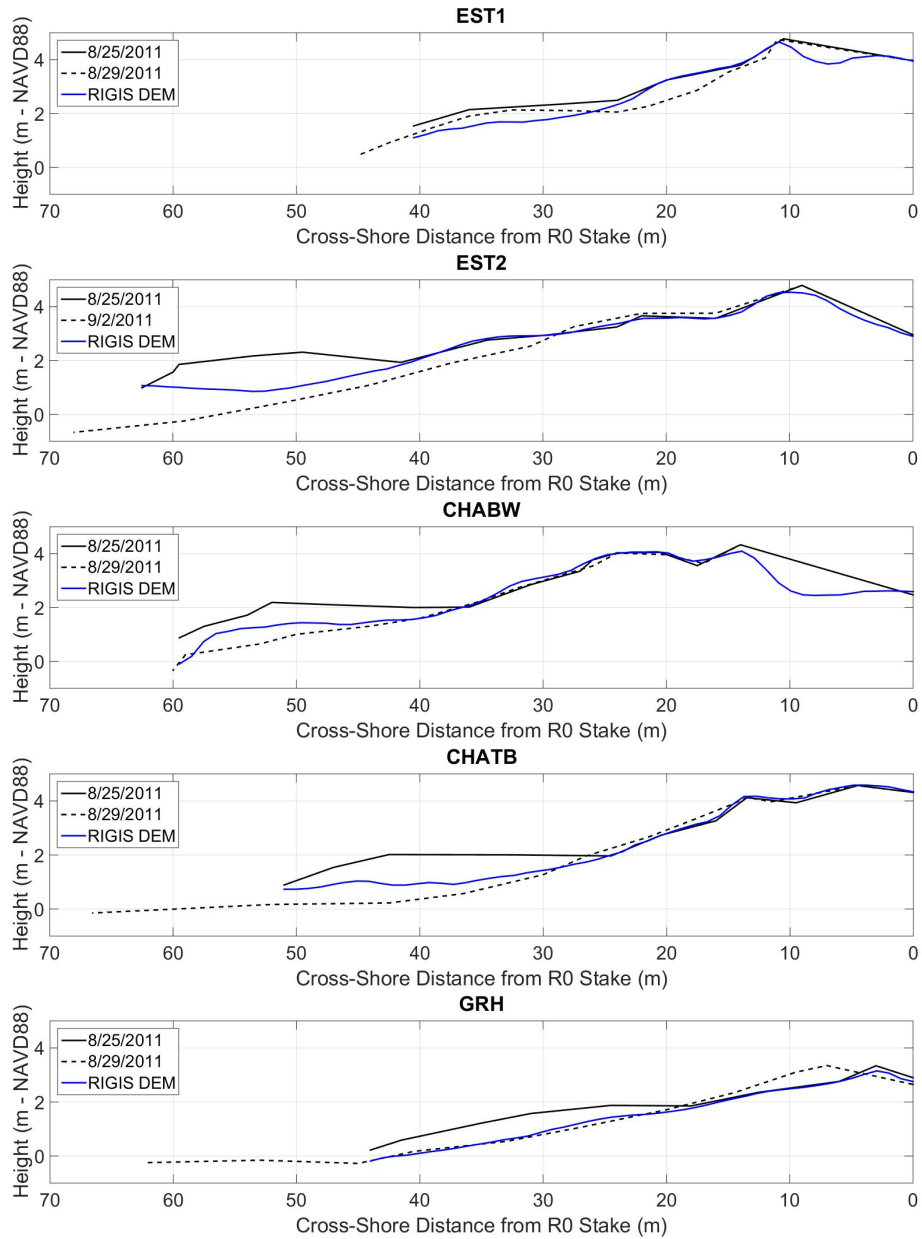 EST1
Height (m - NAVD88)
4
2
0
8/25/2011
8/29/2011
RIGIS DEM
70 60 50 40 30 20 10 0
Cross-Shore Distance from R0 Stake (m)
EST2
Height (m - NAVD88)
4
2
0
8/25/2011
9/2/2011
RIGIS DEM
70 60 50 40 30 20 10 0
Cross-Shore Distance from R0 Stake (m)
CHABW
Height (m - NAVD88)
4
2
0
8/25/2011
8/29/2011
RIGIS DEM
70 60 50 40 30 20 10 0
Cross-Shore Distance from R0 Stake (m)
CHATB
Height (m - NAVD88)
4
2
0
8/25/2011
8/29/2011
RIGIS DEM
70 60 50 40 30 20 10 0
Cross-Shore Distance from R0 Stake (m)
GRH
Height (m - NAVD88)
4
2
0
8/25/2011
8/29/2011
RIGIS DEM
70 60 50 40 30 20 10 0
Cross-Shore Distance from R0 Stake (m)